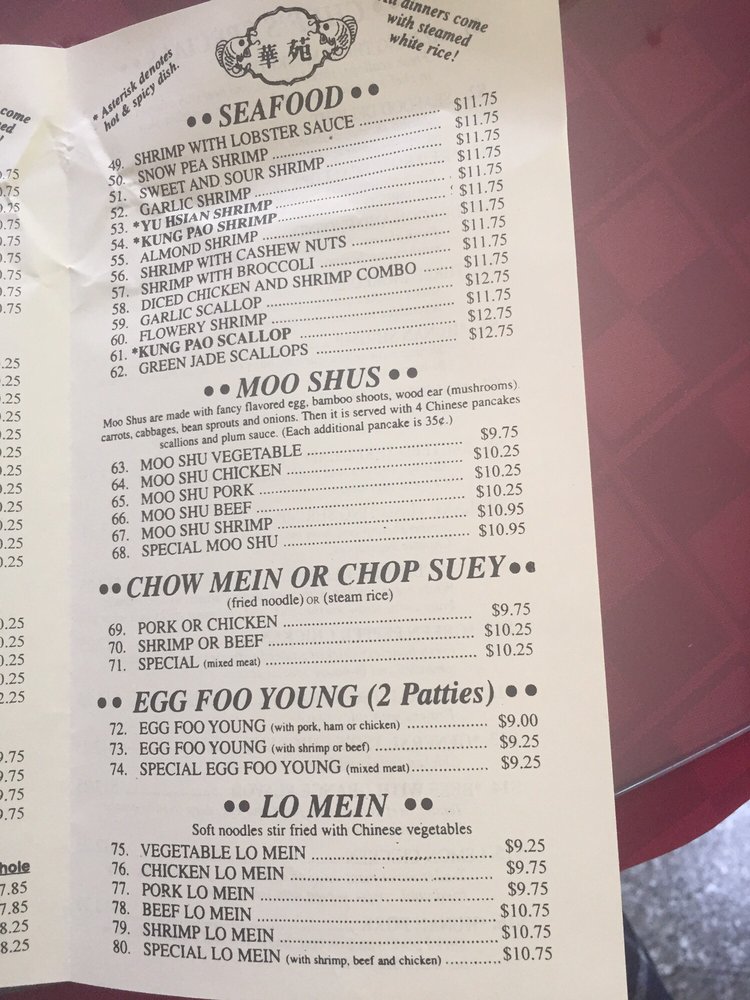 * Asterisk denotes
hot & spicy dish.
華苑
dinners come
with steamed
white rice!
•• SEAFOOD ••
49. SHRIMP WITH LOBSTER SAUCE $11.75
50. SNOW PEA SHRIMP $11.75
51. SWEET AND SOUR SHRIMP $11.75
52. GARLIC SHRIMP $11.75
53. *YU HSIAN SHRIMP $11.75
54. *KUNG PAO SHRIMP $11.75
55. ALMOND SHRIMP $11.75
56. SHRIMP WITH CASHEW NUTS $11.75
57. SHRIMP WITH BROCCOLI $11.75
58. DICED CHICKEN AND SHRIMP COMBO $11.75
59. GARLIC SCALLOP $12.75
60. FLOWERY SHRIMP $11.75
61. *KUNG PAO SCALLOP $12.75
62. GREEN JADE SCALLOPS $12.75
•• MOO SHUS ••
Moo Shus are made with fancy flavored egg, bamboo shoots, wood ear (mushrooms)
carrots, cabbages, bean sprouts and onions. Then it is served with 4 Chinese pancakes
scallions and plum sauce. (Each additional pancake is 35¢.)
63. MOO SHU VEGETABLE $9.75
64. MOO SHU CHICKEN $10.25
65. MOO SHU PORK $10.25
66. MOO SHU BEEF $10.25
67. MOO SHU SHRIMP $10.95
68. SPECIAL MOO SHU $10.95
•• CHOW MEIN OR CHOP SUEY ••
(fried noodle) OR (steam rice)
69. PORK OR CHICKEN $9.75
70. SHRIMP OR BEEF $10.25
71. SPECIAL (mixed meat) $10.25
•• EGG FOO YOUNG (2 Patties) ••
72. EGG FOO YOUNG (with pork, ham or chicken) $9.00
73. EGG FOO YOUNG (with shrimp or beef) $9.25
74. SPECIAL EGG FOO YOUNG (mixed meat) $9.25
•• LO MEIN ••
Soft noodles stir fried with Chinese vegetables
75. VEGETABLE LO MEIN $9.25
76. CHICKEN LO MEIN $9.75
77. PORK LO MEIN $9.75
78. BEEF LO MEIN $10.75
79. SHRIMP LO MEIN $10.75
80. SPECIAL LO MEIN (with shrimp, beef and chicken) $10.75